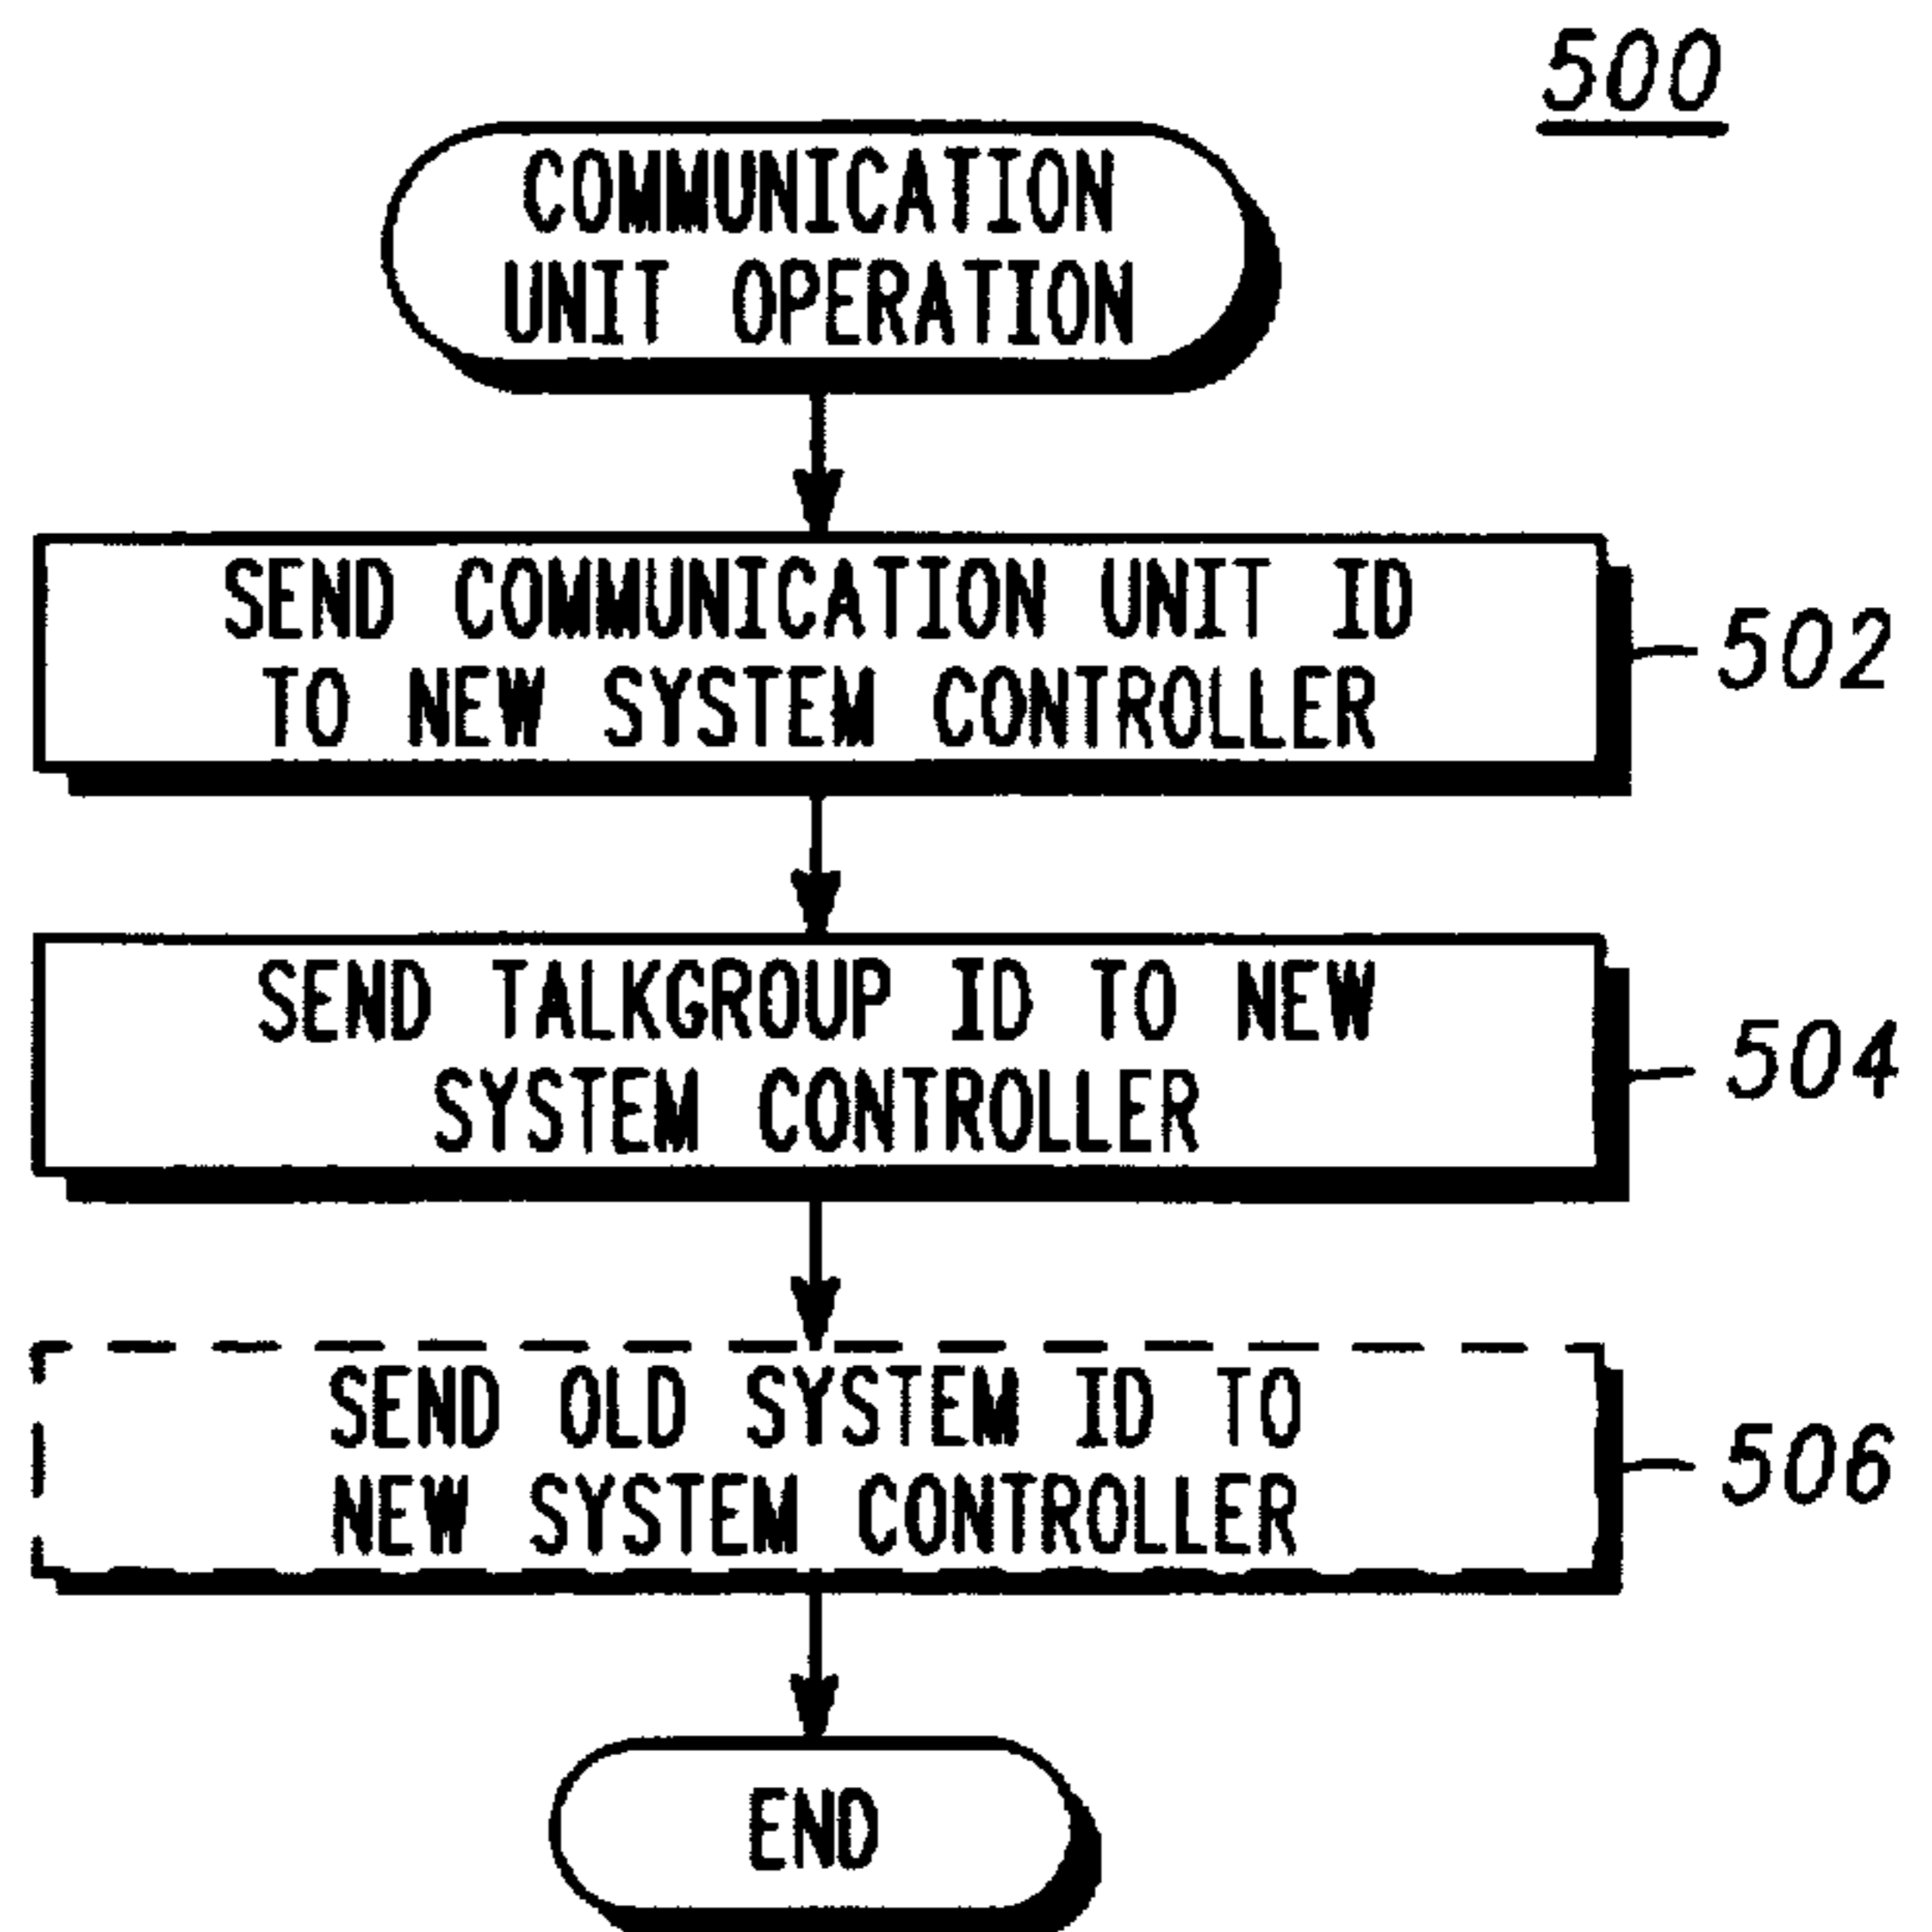 500
COMMUNICATION
UNIT OPERATION
SEND COMMUNICATION UNIT ID
TO NEW SYSTEM CONTROLLER
502
SEND TALKGROUP ID TO NEW
SYSTEM CONTROLLER
504
SEND OLD SYSTEM ID TO
NEW SYSTEM CONTROLLER
506
END